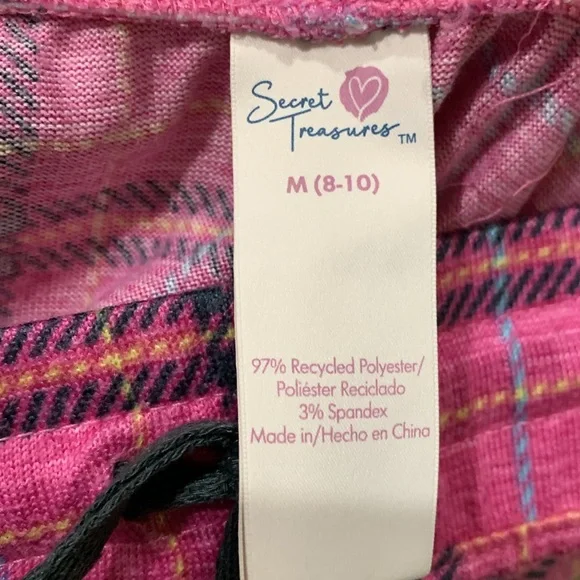 Secret
Treasures™
M (8-10)
97% Recycled Polyester/
Poliéster Reciclado
3% Spandex
Made in/Hecho en China